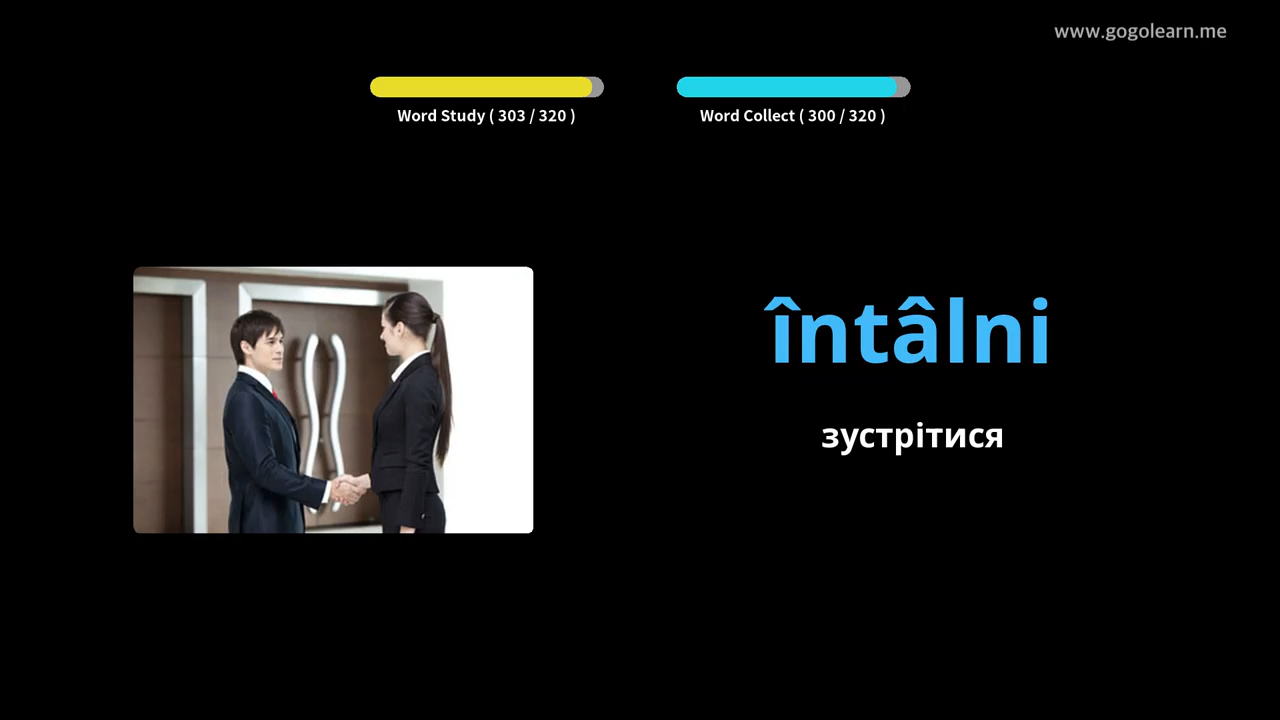 www.gogolearn.me
Word Study ( 303 / 320 )
Word Collect ( 300 / 320 )
întâlni
зустрітися